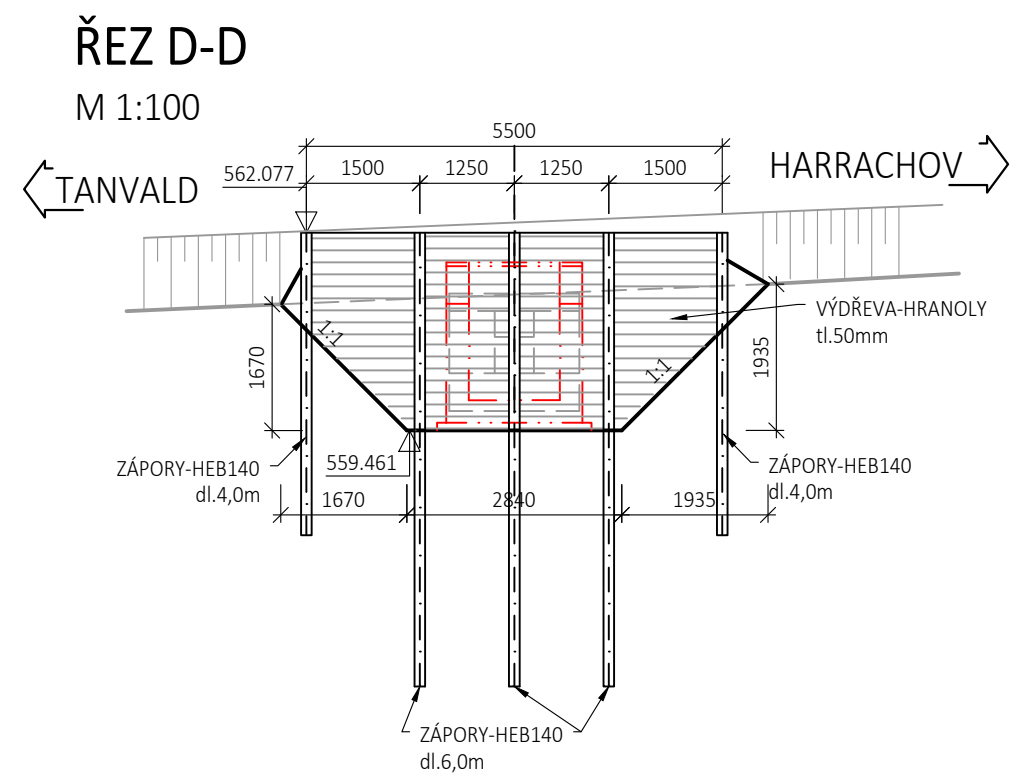 ŘEZ D-D
M 1:100
5500
1500 1250 1250 1500
562.077
TANVALD
HARRACHOV
VÝDŘEVA-HRANOLY
tl.50mm
1:1
1:1
1670
1935
ZÁPORY-HEB140
dl.4,0m
559.461
ZÁPORY-HEB140
dl.4,0m
1670 2840 1935
ZÁPORY-HEB140
dl.6,0m